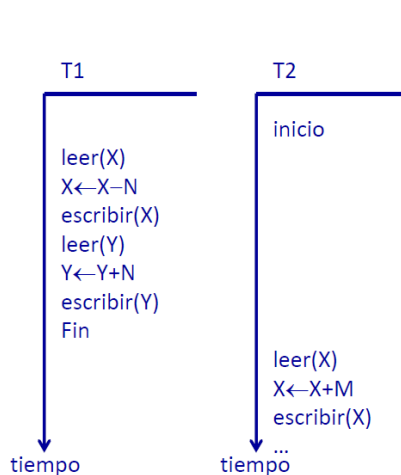 T1
leer(X)
X←X−N
escribir(X)
leer(Y)
Y←Y+N
escribir(Y)
Fin
tiempo
T2
inicio
leer(X)
X←X+M
escribir(X)
...
tiempo